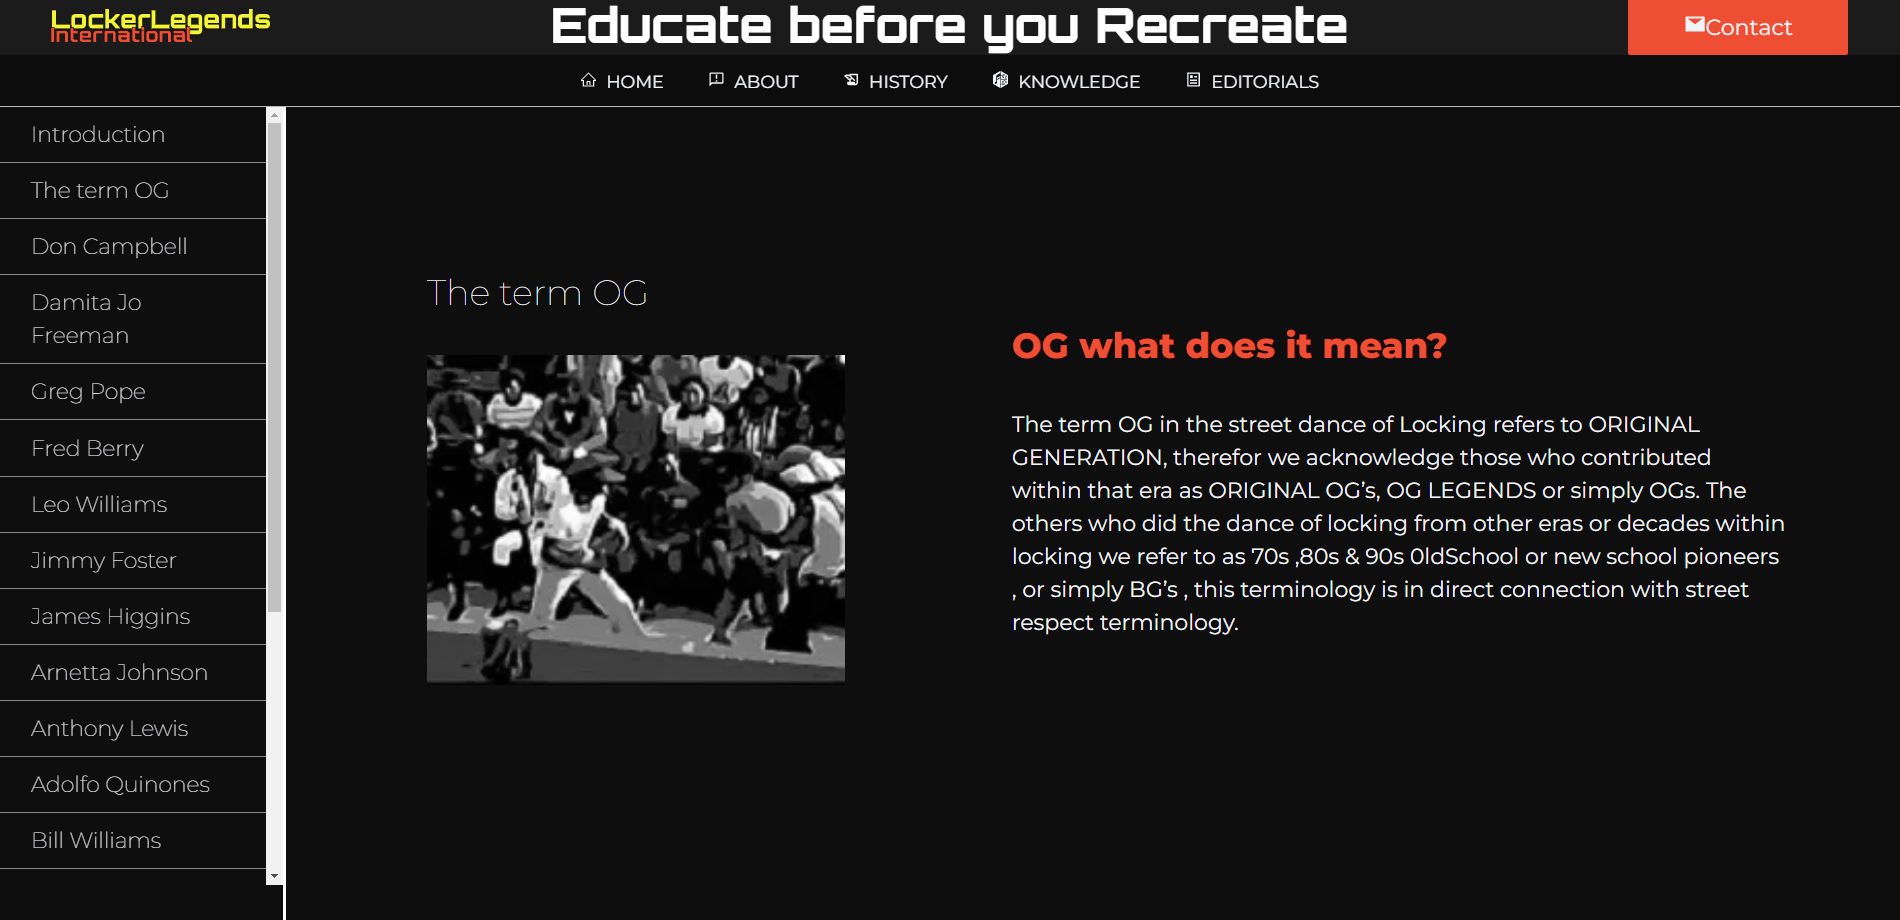 LockerLegends
International
Educate before you Recreate
Contact
HOME ABOUT HISTORY KNOWLEDGE EDITORIALS
Introduction
The term OG
Don Campbell
Damita Jo
Freeman
Greg Pope
Fred Berry
Leo Williams
Jimmy Foster
James Higgins
Arnetta Johnson
Anthony Lewis
Adolfo Quinones
Bill Williams
The term OG
OG what does it mean?
The term OG in the street dance of Locking refers to ORIGINAL
GENERATION, therefor we acknowledge those who contributed
within that era as ORIGINAL OG’s, OG LEGENDS or simply OGs. The
others who did the dance of locking from other eras or decades within
locking we refer to as 70s ,80s & 90s 0ldSchool or new school pioneers
, or simply BG’s , this terminology is in direct connection with street
respect terminology.